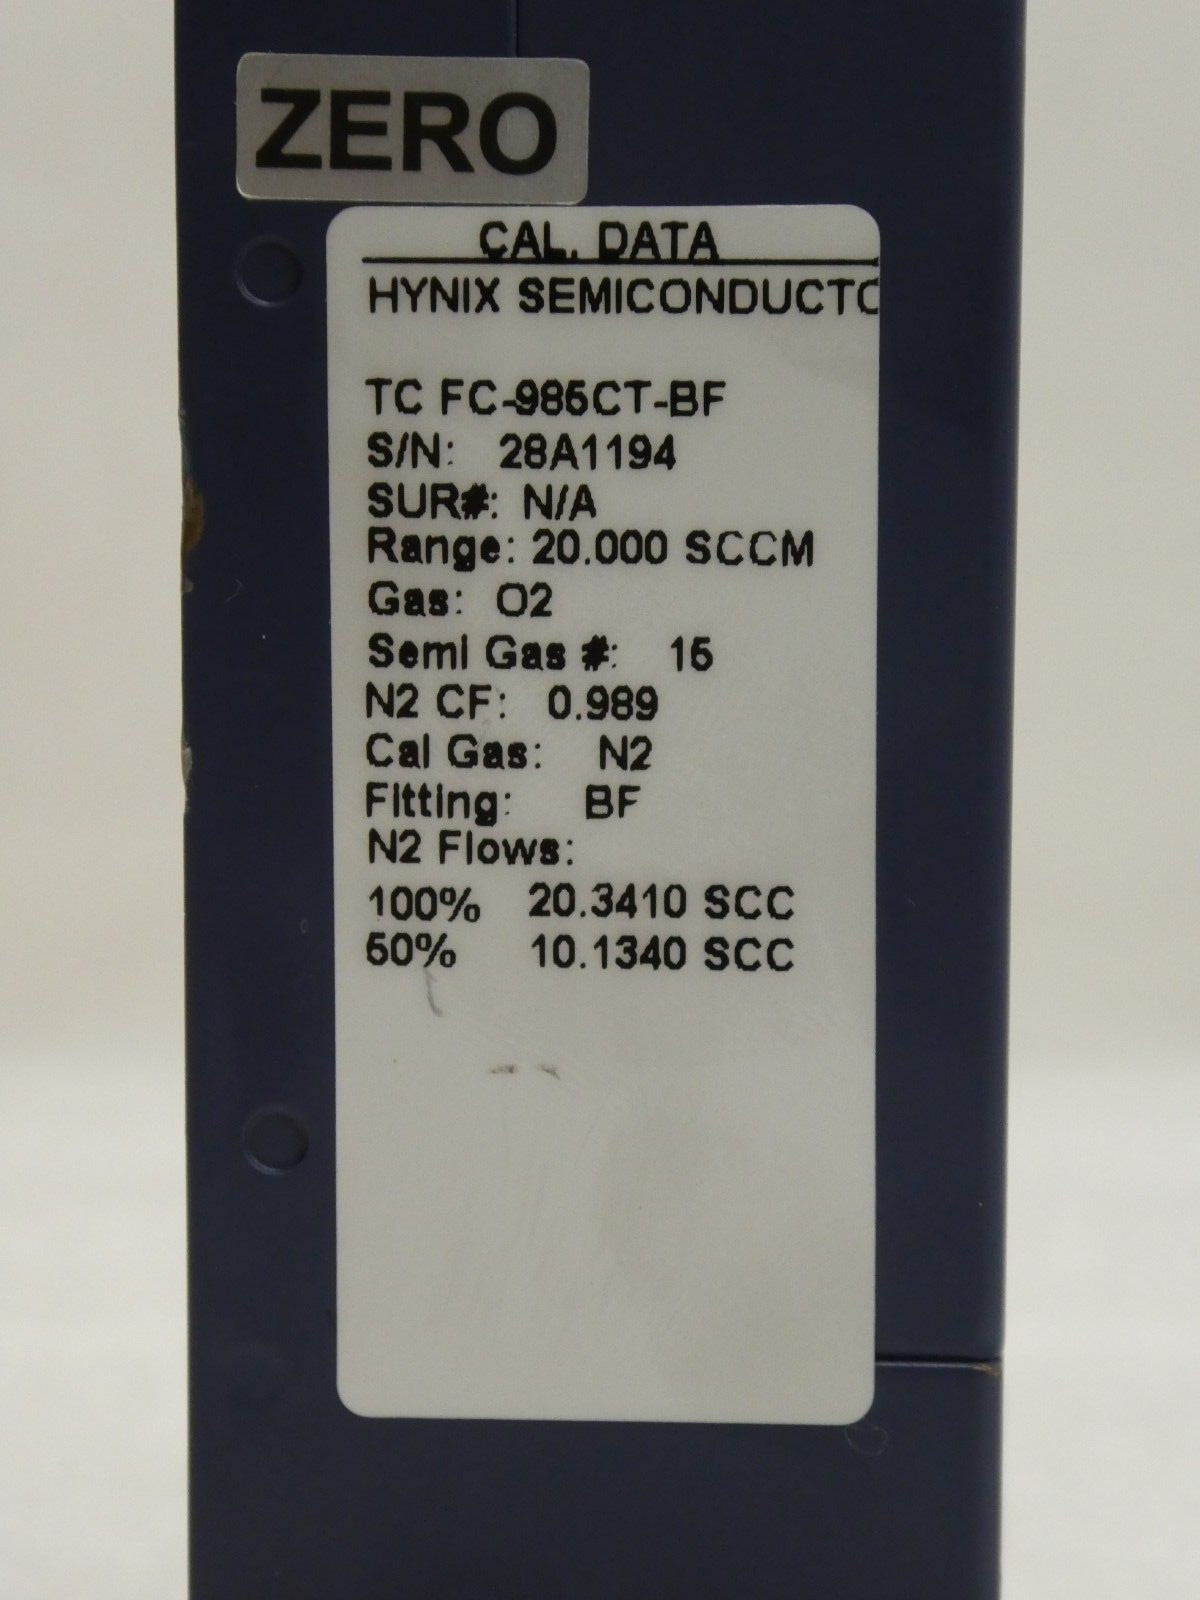 ZERO
CAL. DATA
HYNIX SEMICONDUCTO
TC FC-985CT-BF
S/N: 28A1194
SUR#: N/A
Range: 20.000 SCCM
Gas: O2
Semi Gas #: 15
N2 CF: 0.989
Cal Gas: N2
Fitting: BF
N2 Flows:
100% 20.3410 SCC
50% 10.1340 SCC